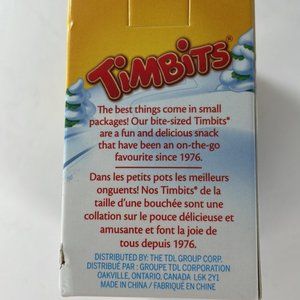 TIMBITS®
The best things come in small
packages! Our bite-sized Timbits®
are a fun and delicious snack
that have been an on-the-go
favourite since 1976.
Dans les petits pots les meilleurs
onguents! Nos Timbits® de la
taille d'une bouchée sont une
collation sur le pouce délicieuse et
amusante et font la joie de
tous depuis 1976.
DISTRIBUTED BY: THE TDL GROUP CORP.
DISTRIBUÉ PAR : GROUPE TDL CORPORATION
OAKVILLE, ONTARIO, CANADA L6K 2Y1
MADE IN CHINA / FABRIQUÉ EN CHINE